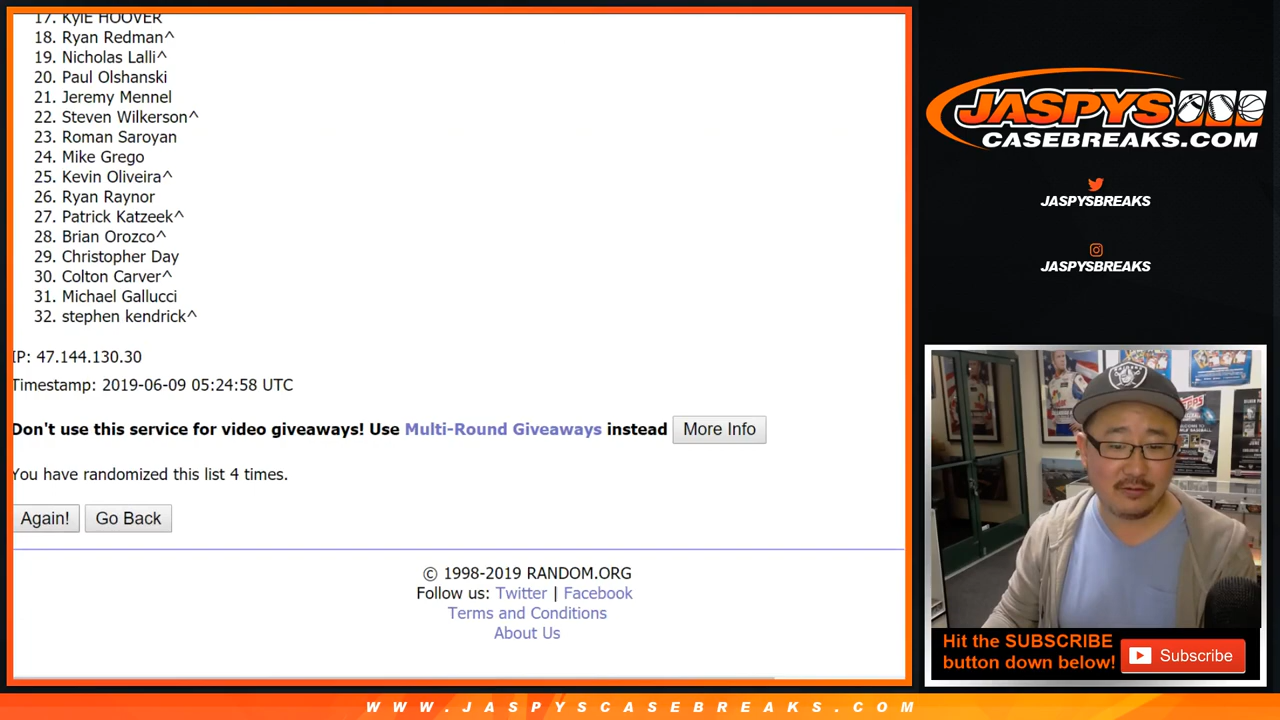 17. KylE HOOVER
18. Ryan Redman^
19. Nicholas Lalli^
20. Paul Olshanski
21. Jeremy Mennel
22. Steven Wilkerson^
23. Roman Saroyan
24. Mike Grego
25. Kevin Oliveira^
26. Ryan Raynor
27. Patrick Katzeek^
28. Brian Orozco^
29. Christopher Day
30. Colton Carver^
31. Michael Gallucci
32. stephen kendrick^
IP: 47.144.130.30
Timestamp: 2019-06-09 05:24:58 UTC
Don't use this service for video giveaways! Use Multi-Round Giveaways instead More Info
You have randomized this list 4 times.
Again! Go Back
© 1998-2019 RANDOM.ORG
Follow us: Twitter | Facebook
Terms and Conditions
About Us
JASPYS
CASEBREAKS.COM
JASPYSBREAKS
JASPYSBREAKS
Hit the SUBSCRIBE
button down below!
Subscribe
WWW.JASPYSCASEBREAKS.COM